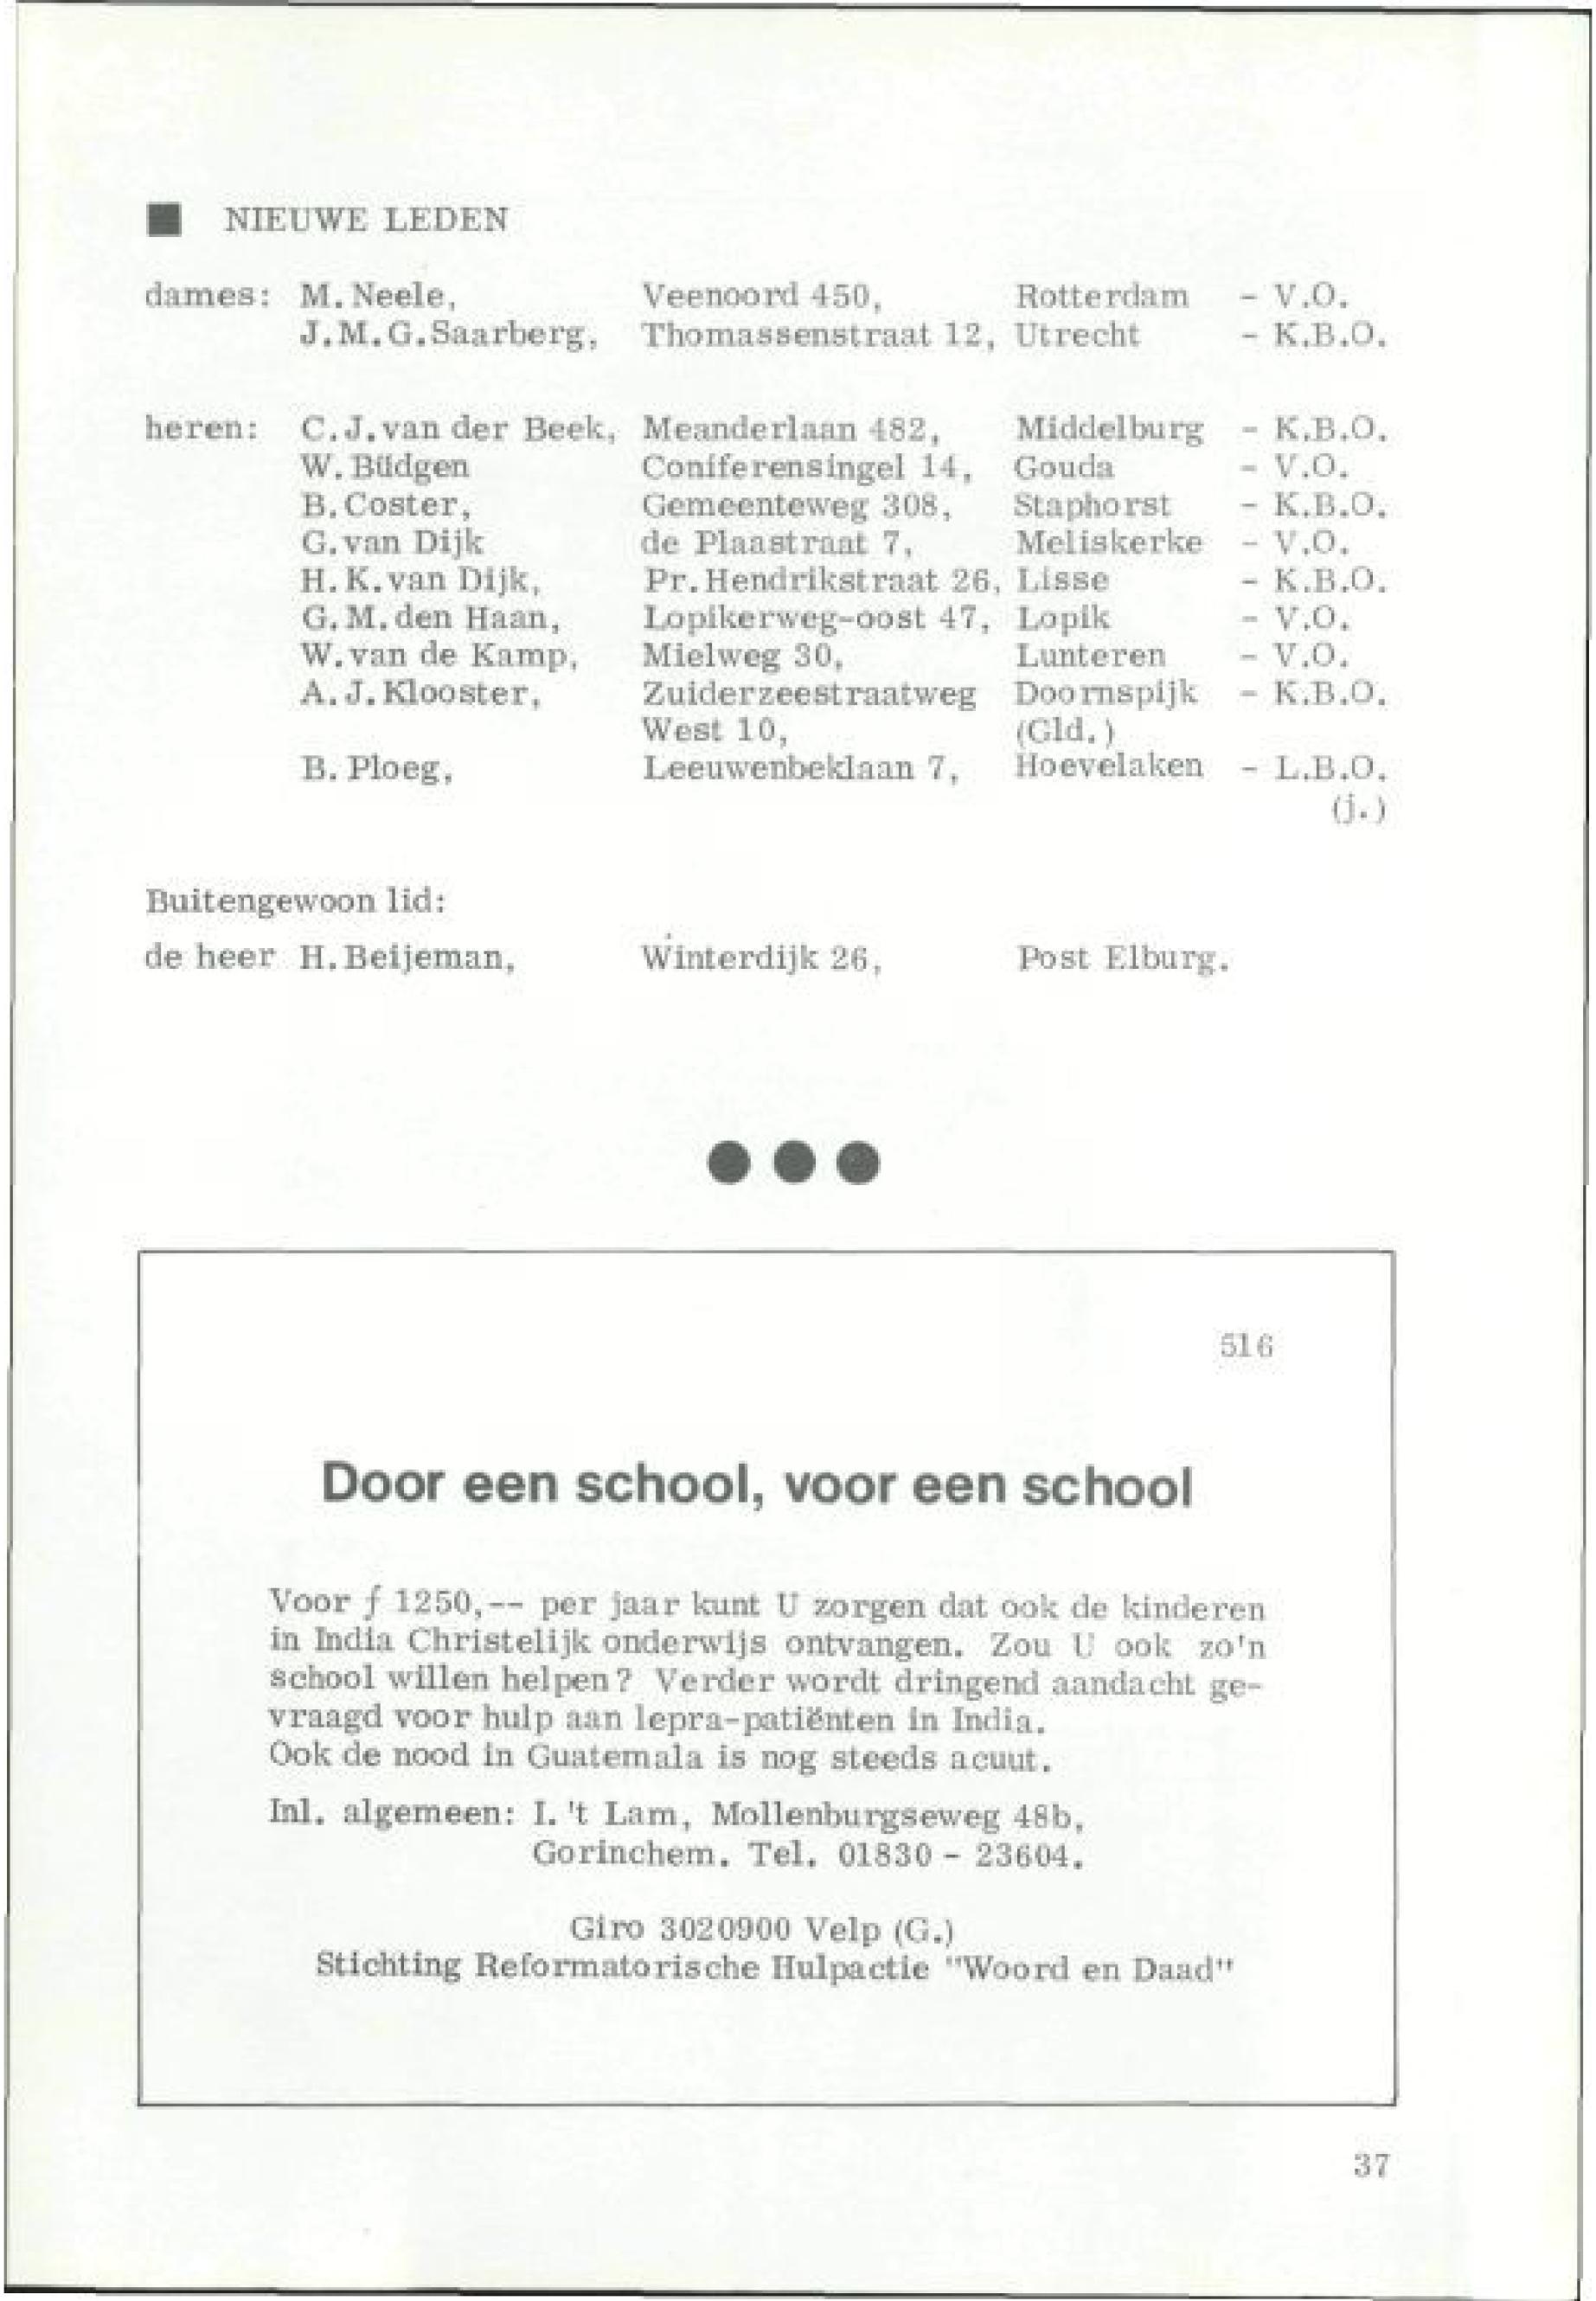 NIEUWE LEDEN
dames: M. Neele, Veenoord 450, Rotterdam - V.O.
J.M.G.Saarberg, Thomassenstraat 12, Utrecht - K.B.O.
heren: C.J.van der Beek, Meanderlaan 482, Middelburg - K.B.O.
W. Büdgen Coniferensingel 14, Gouda - V.O.
B.Coster, Gemeenteweg 308, Staphorst - K.B.O.
G.van Dijk de Plaastraat 7, Meliskerke - V.O.
H.K.van Dijk, Pr.Hendrikstraat 26, Lisse - K.B.O.
G.M.den Haan, Lopikerweg-oost 47, Lopik - V.O.
W.van de Kamp, Mielweg 30, Lunteren - V.O.
A.J.Klooster, Zuiderzeestraatweg Doornspijk - K.B.O.
West 10, (Gld.)
B. Ploeg, Leeuwenbeklaan 7, Hoevelaken - L.B.O.
(j.)
Buitengewoon lid:
de heer H.Beijeman, Winterdijk 26, Post Elburg.
516
Door een school, voor een school
Voor ƒ 1250,-- per jaar kunt U zorgen dat ook de kinderen
in India Christelijk onderwijs ontvangen. Zou U ook zo'n
school willen helpen? Verder wordt dringend aandacht ge-
vraagd voor hulp aan lepra-patiënten in India.
Ook de nood in Guatemala is nog steeds acuut.
Inl. algemeen: I. 't Lam, Mollenburgseweg 48b,
Gorinchem. Tel. 01830 - 23604.
Giro 3020900 Velp (G.)
Stichting Reformatorische Hulpactie "Woord en Daad"
37